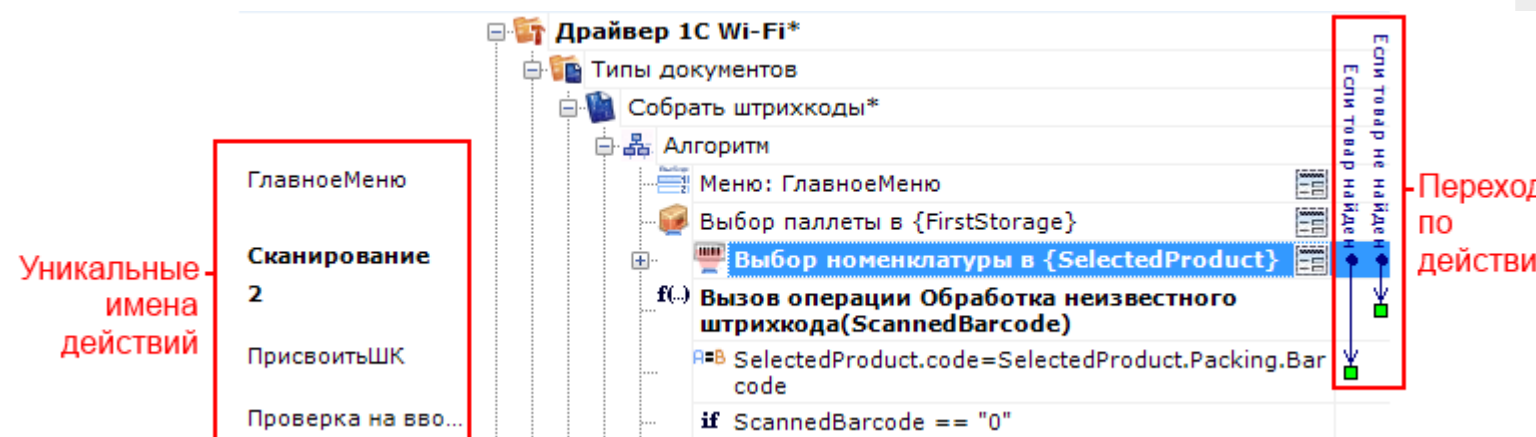 Драйвер 1С Wi-Fi*
Типы документов
Собрать штрихкоды*
Алгоритм
Если товар найден
Если товар не найден
ГлавноеМеню
Меню: ГлавноеМеню
Выбор паллеты в {FirstStorage}
Сканирование
Выбор номенклатуры в {SelectedProduct}
2
f(..) Вызов операции Обработка неизвестного
штрихкода(ScannedBarcode)
ПрисвоитьШК
A=B SelectedProduct.code=SelectedProduct.Packing.Bar
code
Проверка на вво...
if ScannedBarcode == "0"
Уникальные
имена
действий
Переход
по
действи